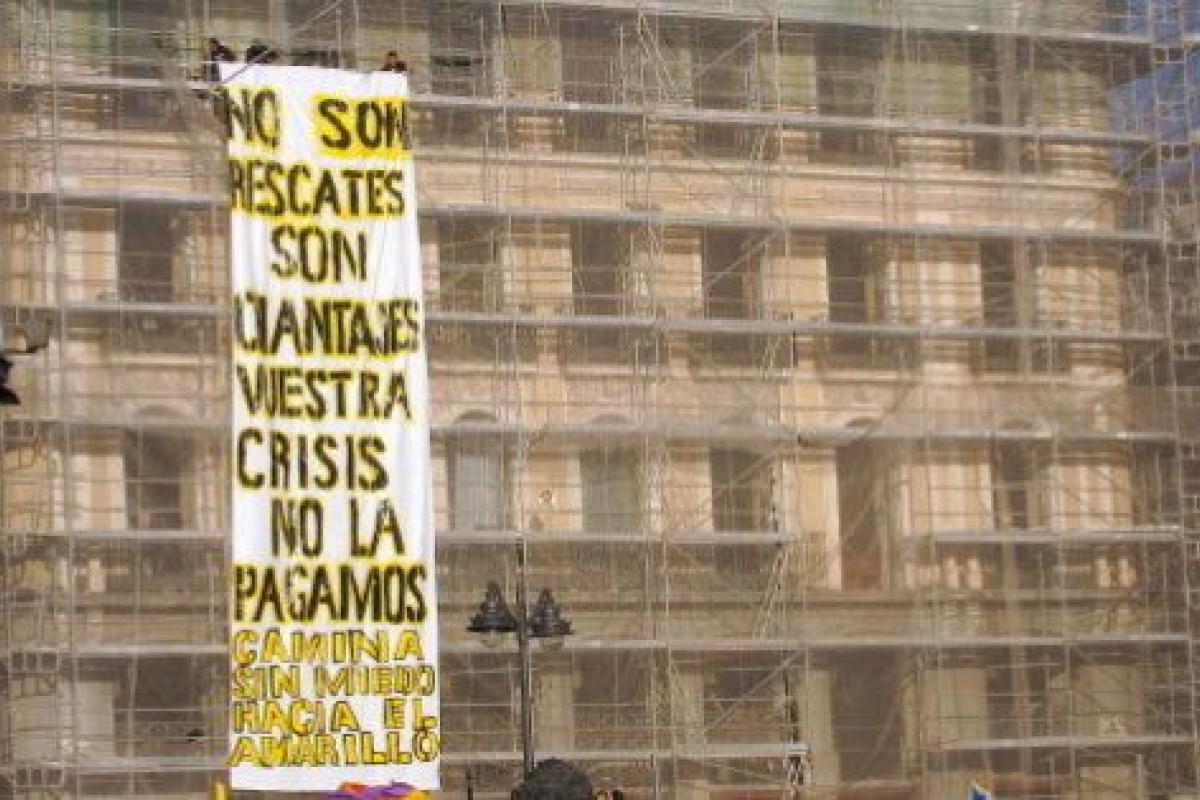 NO SON
RESCATES
SON
CHANTAJES
VUESTRA
CRISIS
NO LA
PAGAMOS
CAMINA
SIN MIEDO
HACIA EL
AMARILLO